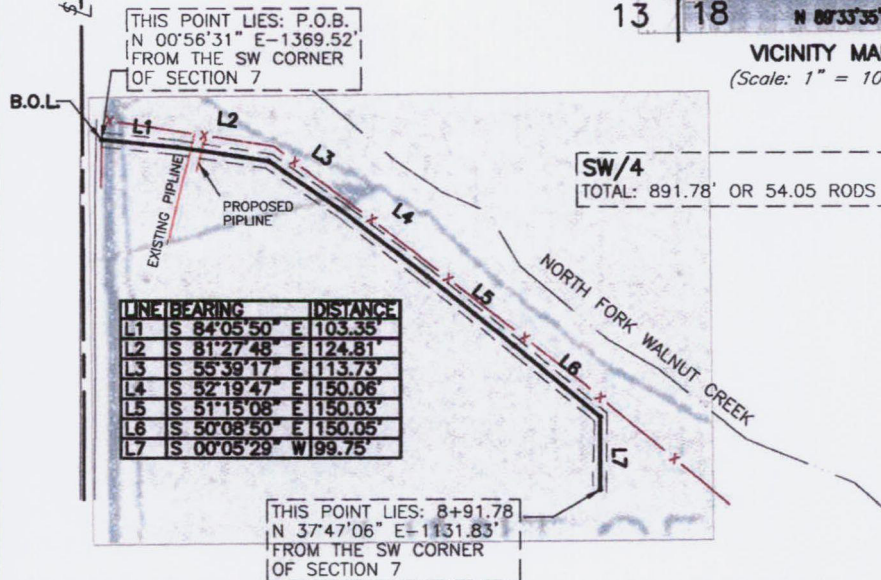 THIS POINT LIES: P.O.B.
N 00°56'31" E-1369.52'
FROM THE SW CORNER
OF SECTION 7
13 18 N 89°33'35"
VICINITY MA
(Scale: 1" = 10
B.O.L.
L1
L2
L3
L4
L5
L6
L7
EXISTING PIPLINE
PROPOSED
PIPLINE
SW/4
TOTAL: 891.78' OR 54.05 RODS
NORTH FORK WALNUT CREEK
LINE BEARING DISTANCE
L1 S 84°05'50" E 103.35'
L2 S 81°27'48" E 124.81'
L3 S 55°39'17" E 113.73'
L4 S 52°19'47" E 150.06'
L5 S 51°15'08" E 150.03'
L6 S 50°08'50" E 150.05'
L7 S 00°05'29" W 99.75'
THIS POINT LIES: 8+91.78
N 37°47'06" E-1131.83'
FROM THE SW CORNER
OF SECTION 7